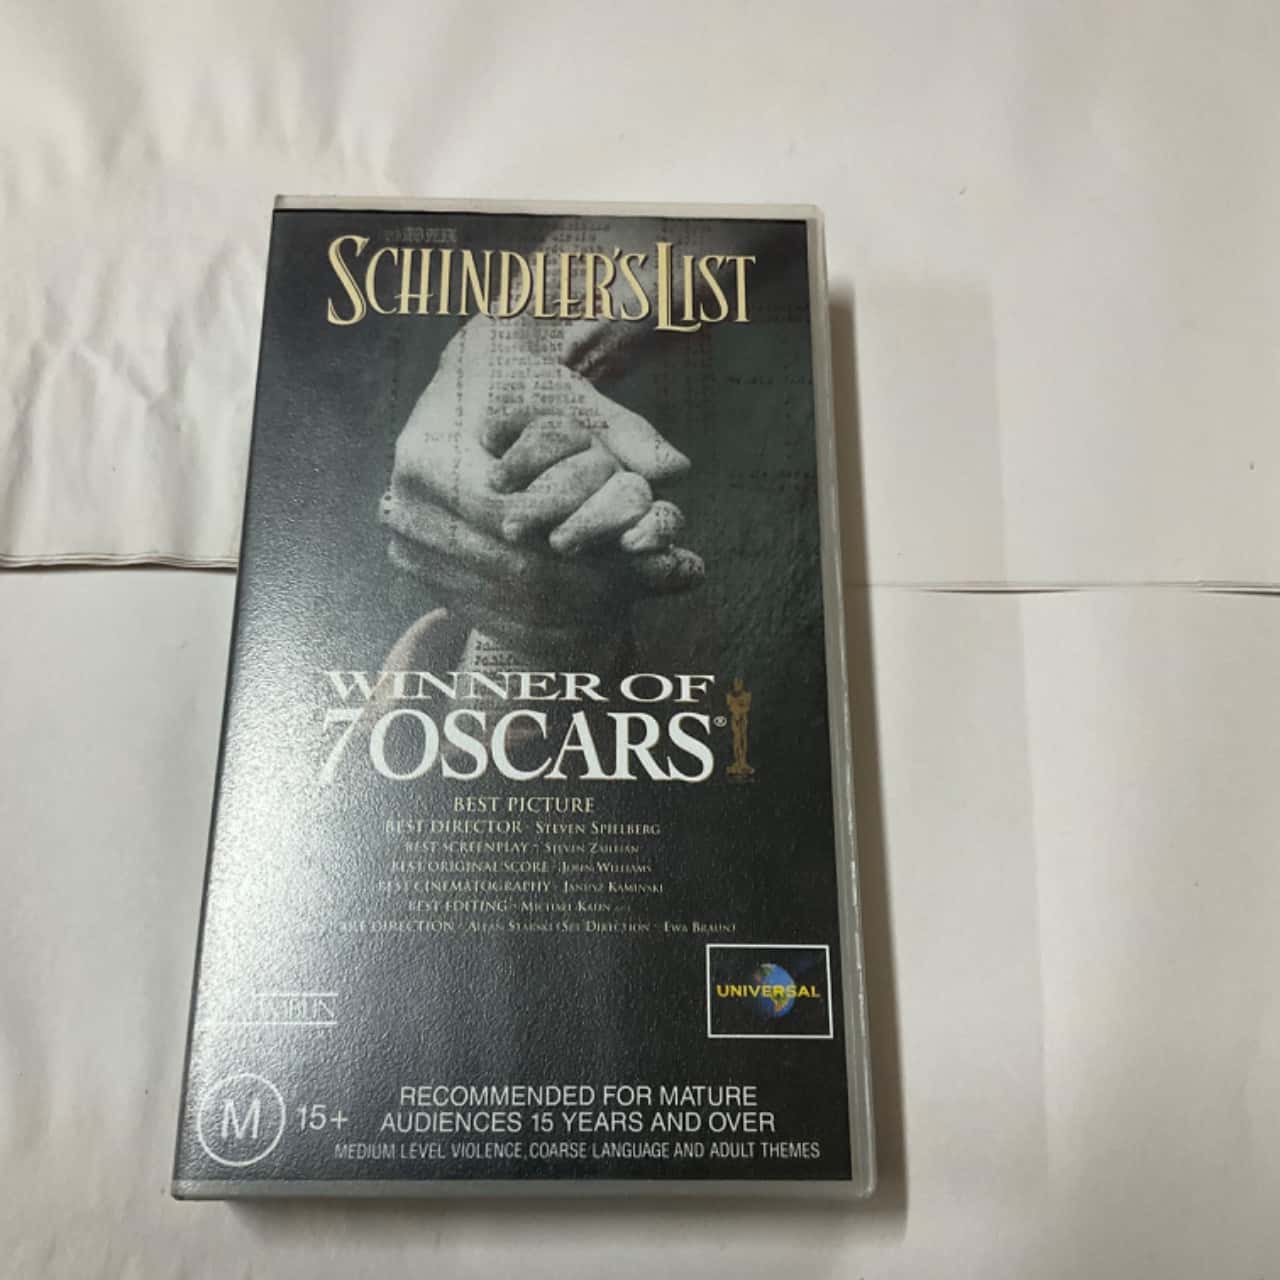 SCHINDLER'S LIST
WINNER OF
7 OSCARS®
BEST PICTURE
BEST DIRECTOR · STEVEN SPIELBERG
BEST SCREENPLAY - STEVEN ZAILLIAN
BEST ORIGINAL SCORE · JOHN WILLIAMS
BEST CINEMATOGRAPHY · JANUSZ KAMINSKI
BEST EDITING - MICHAEL KAHN
ART DIRECTION · ALLAN STARSKI (SET DIRECTION - EWA BRAUN)
UNIVERSAL
AMBLIN
M 15+
RECOMMENDED FOR MATURE
AUDIENCES 15 YEARS AND OVER
MEDIUM LEVEL VIOLENCE, COARSE LANGUAGE AND ADULT THEMES